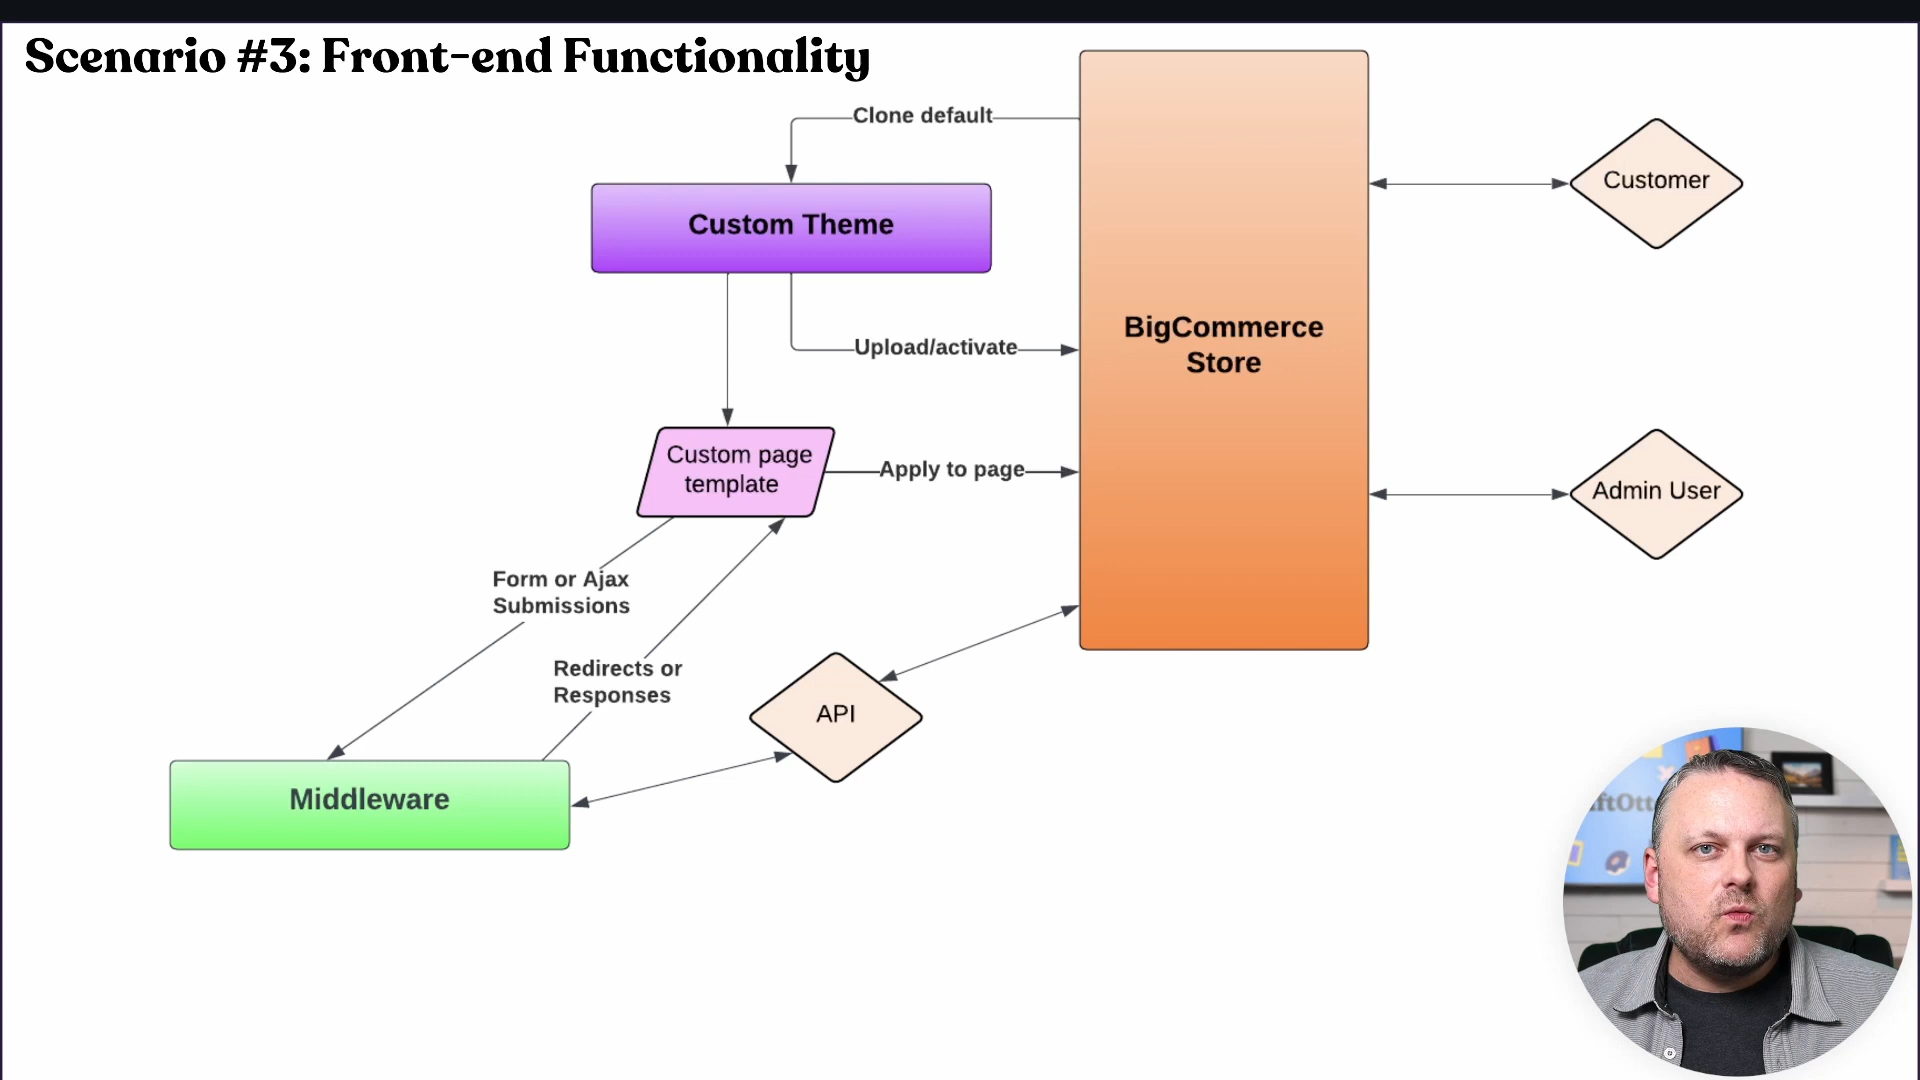 Scenario #3: Front-end Functionality
Clone default
Customer
Custom Theme
BigCommerce
Store
Upload/activate
Custom page
template
Apply to page
Admin User
Form or Ajax
Submissions
Redirects or
Responses
API
Middleware